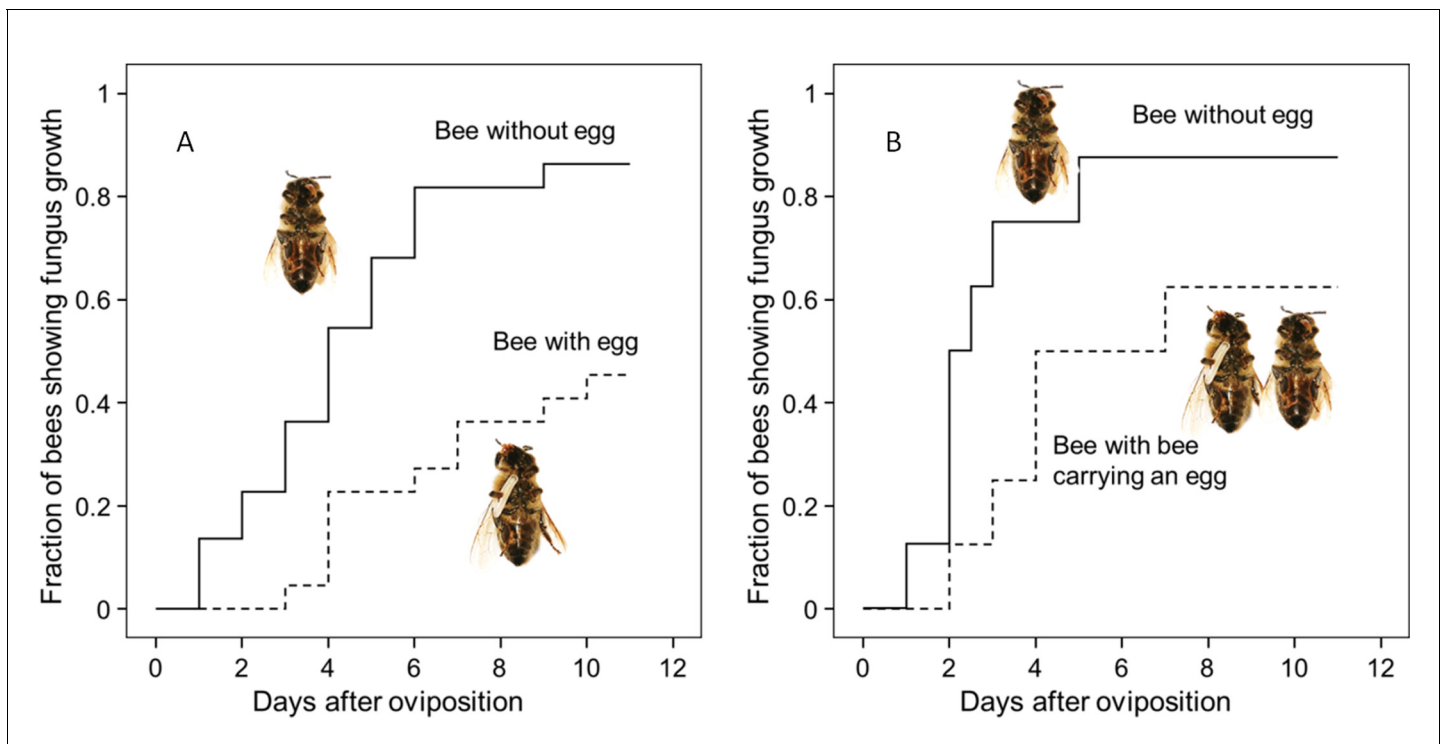 A
Bee without egg
Bee with egg
Fraction of bees showing fungus growth
1
0.8
0.6
0.4
0.2
0
0 2 4 6 8 10 12
Days after oviposition
B
Bee without egg
Bee with bee
carrying an egg
Fraction of bees showing fungus growth
1
0.8
0.6
0.4
0.2
0
0 2 4 6 8 10 12
Days after oviposition